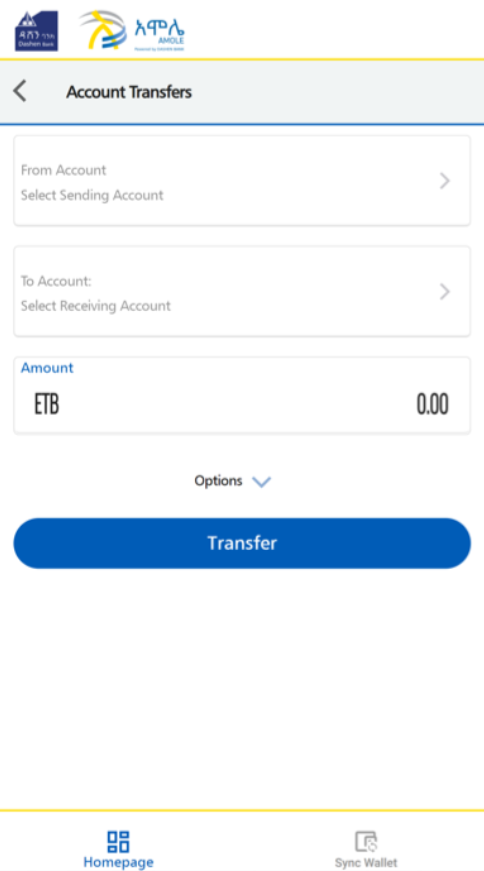 ዳሸን ባንክ
Dashen Bank
አሞሌ
AMOLE
Powered by DASHEN BANK
Account Transfers
From Account
Select Sending Account
To Account:
Select Receiving Account
Amount
ETB 0.00
Options
Transfer
Homepage
Sync Wallet